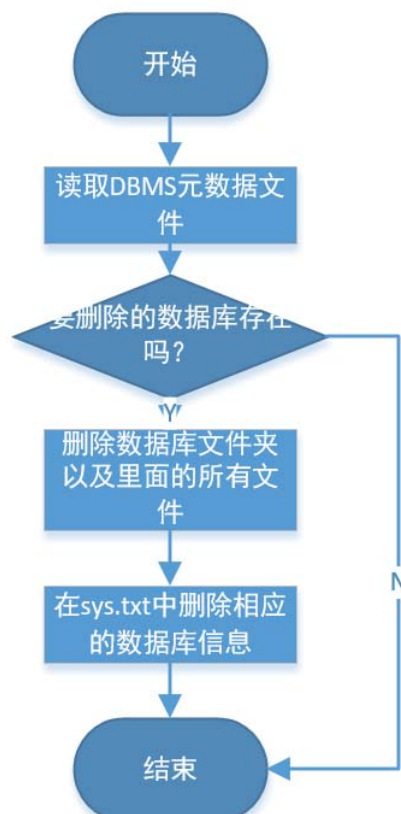 开始
读取DBMS元数据文
件
要删除的数据库存在
吗？
Y
删除数据库文件夹
以及里面的所有文
件
N
在sys.txt中删除相应
的数据库信息
结束